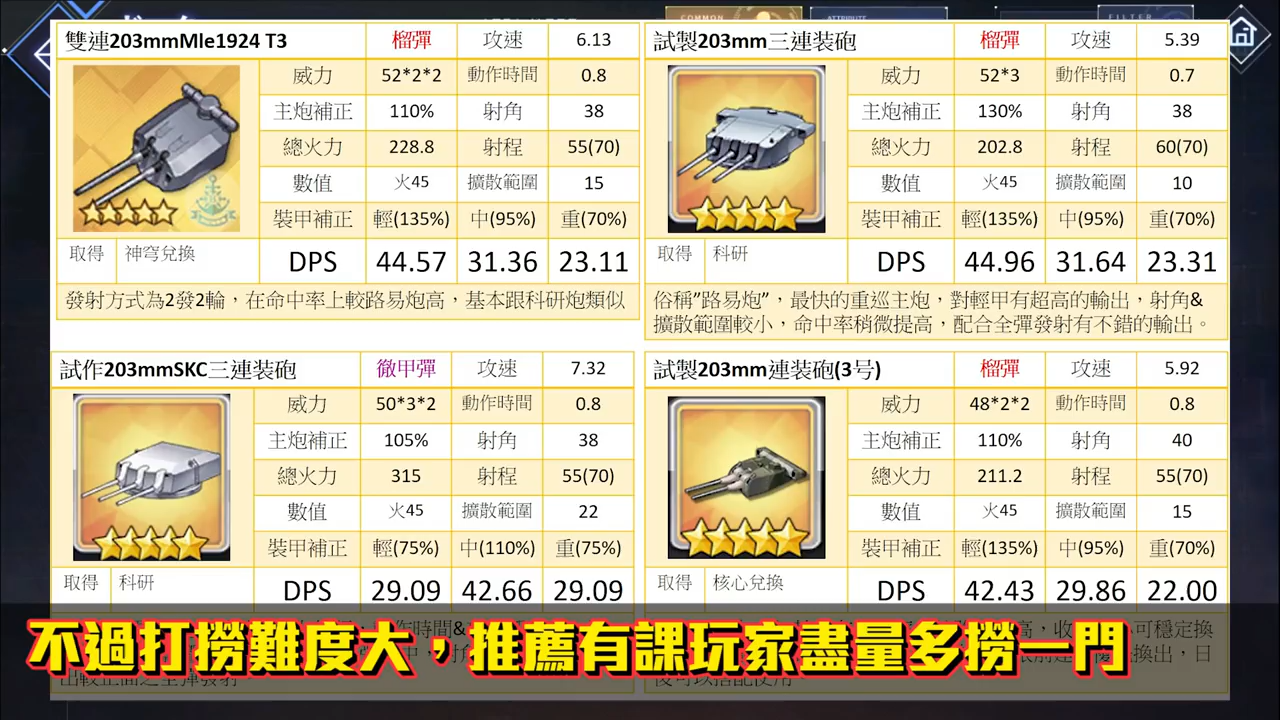 雙連203mmMle1924 T3 榴彈 攻速 6.13
威力 52*2*2 動作時間 0.8
主炮補正 110% 射角 38
總火力 228.8 射程 55(70)
數值 火45 擴散範圍 15
裝甲補正 輕(135%) 中(95%) 重(70%)
取得 神穹兌換 DPS 44.57 31.36 23.11
發射方式為2發2輪，在命中率上較路易炮高，基本跟科研炮類似
試製203mm三連装砲 榴彈 攻速 5.39
威力 52*3 動作時間 0.7
主炮補正 130% 射角 38
總火力 202.8 射程 60(70)
數值 火45 擴散範圍 10
裝甲補正 輕(135%) 中(95%) 重(70%)
取得 科研 DPS 44.96 31.64 23.31
俗稱”路易炮”，最快的重巡主炮，對輕甲有超高的輸出，射角&
擴散範圍較小，命中率稍微提高，配合全彈發射有不錯的輸出。
試作203mmSKC三連装砲 徹甲彈 攻速 7.32
威力 50*3*2 動作時間 0.8
主炮補正 105% 射角 38
總火力 315 射程 55(70)
數值 火45 擴散範圍 22
裝甲補正 輕(75%) 中(110%) 重(75%)
取得 科研 DPS 29.09 42.66 29.09
試製203mm連装砲(3号) 榴彈 攻速 5.92
威力 48*2*2 動作時間 0.8
主炮補正 110% 射角 40
總火力 211.2 射程 55(70)
數值 火45 擴散範圍 15
裝甲補正 輕(135%) 中(95%) 重(70%)
取得 核心兌換 DPS 42.43 29.86 22.00
不過打撈難度大，推薦有課玩家盡量多撈一門